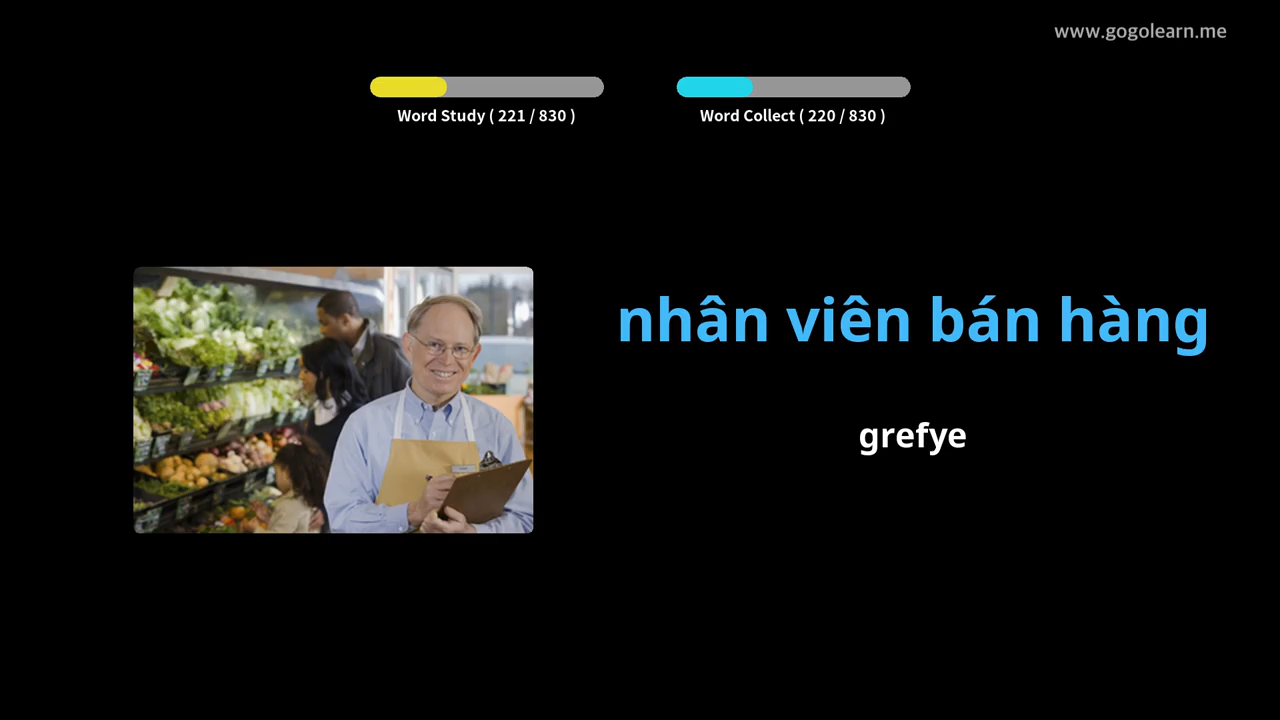 www.gogolearn.me
Word Study ( 221 / 830 )
Word Collect ( 220 / 830 )
nhân viên bán hàng
grefye